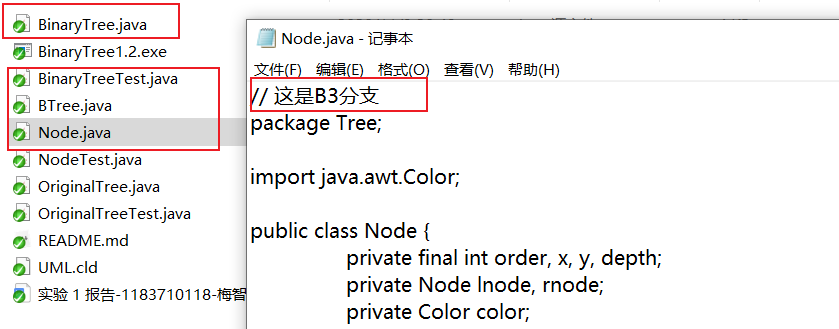 BinaryTree.java
BinaryTree1.2.exe
BinaryTreeTest.java
BTree.java
Node.java
NodeTest.java
OriginalTree.java
OriginalTreeTest.java
README.md
UML.cld
实验 1 报告-1183710118-梅智
Node.java - 记事本
文件(F) 编辑(E) 格式(O) 查看(V) 帮助(H)
// 这是B3分支
package Tree;
import java.awt.Color;
public class Node {
private final int order, x, y, depth;
private Node lnode, rnode;
private Color color;